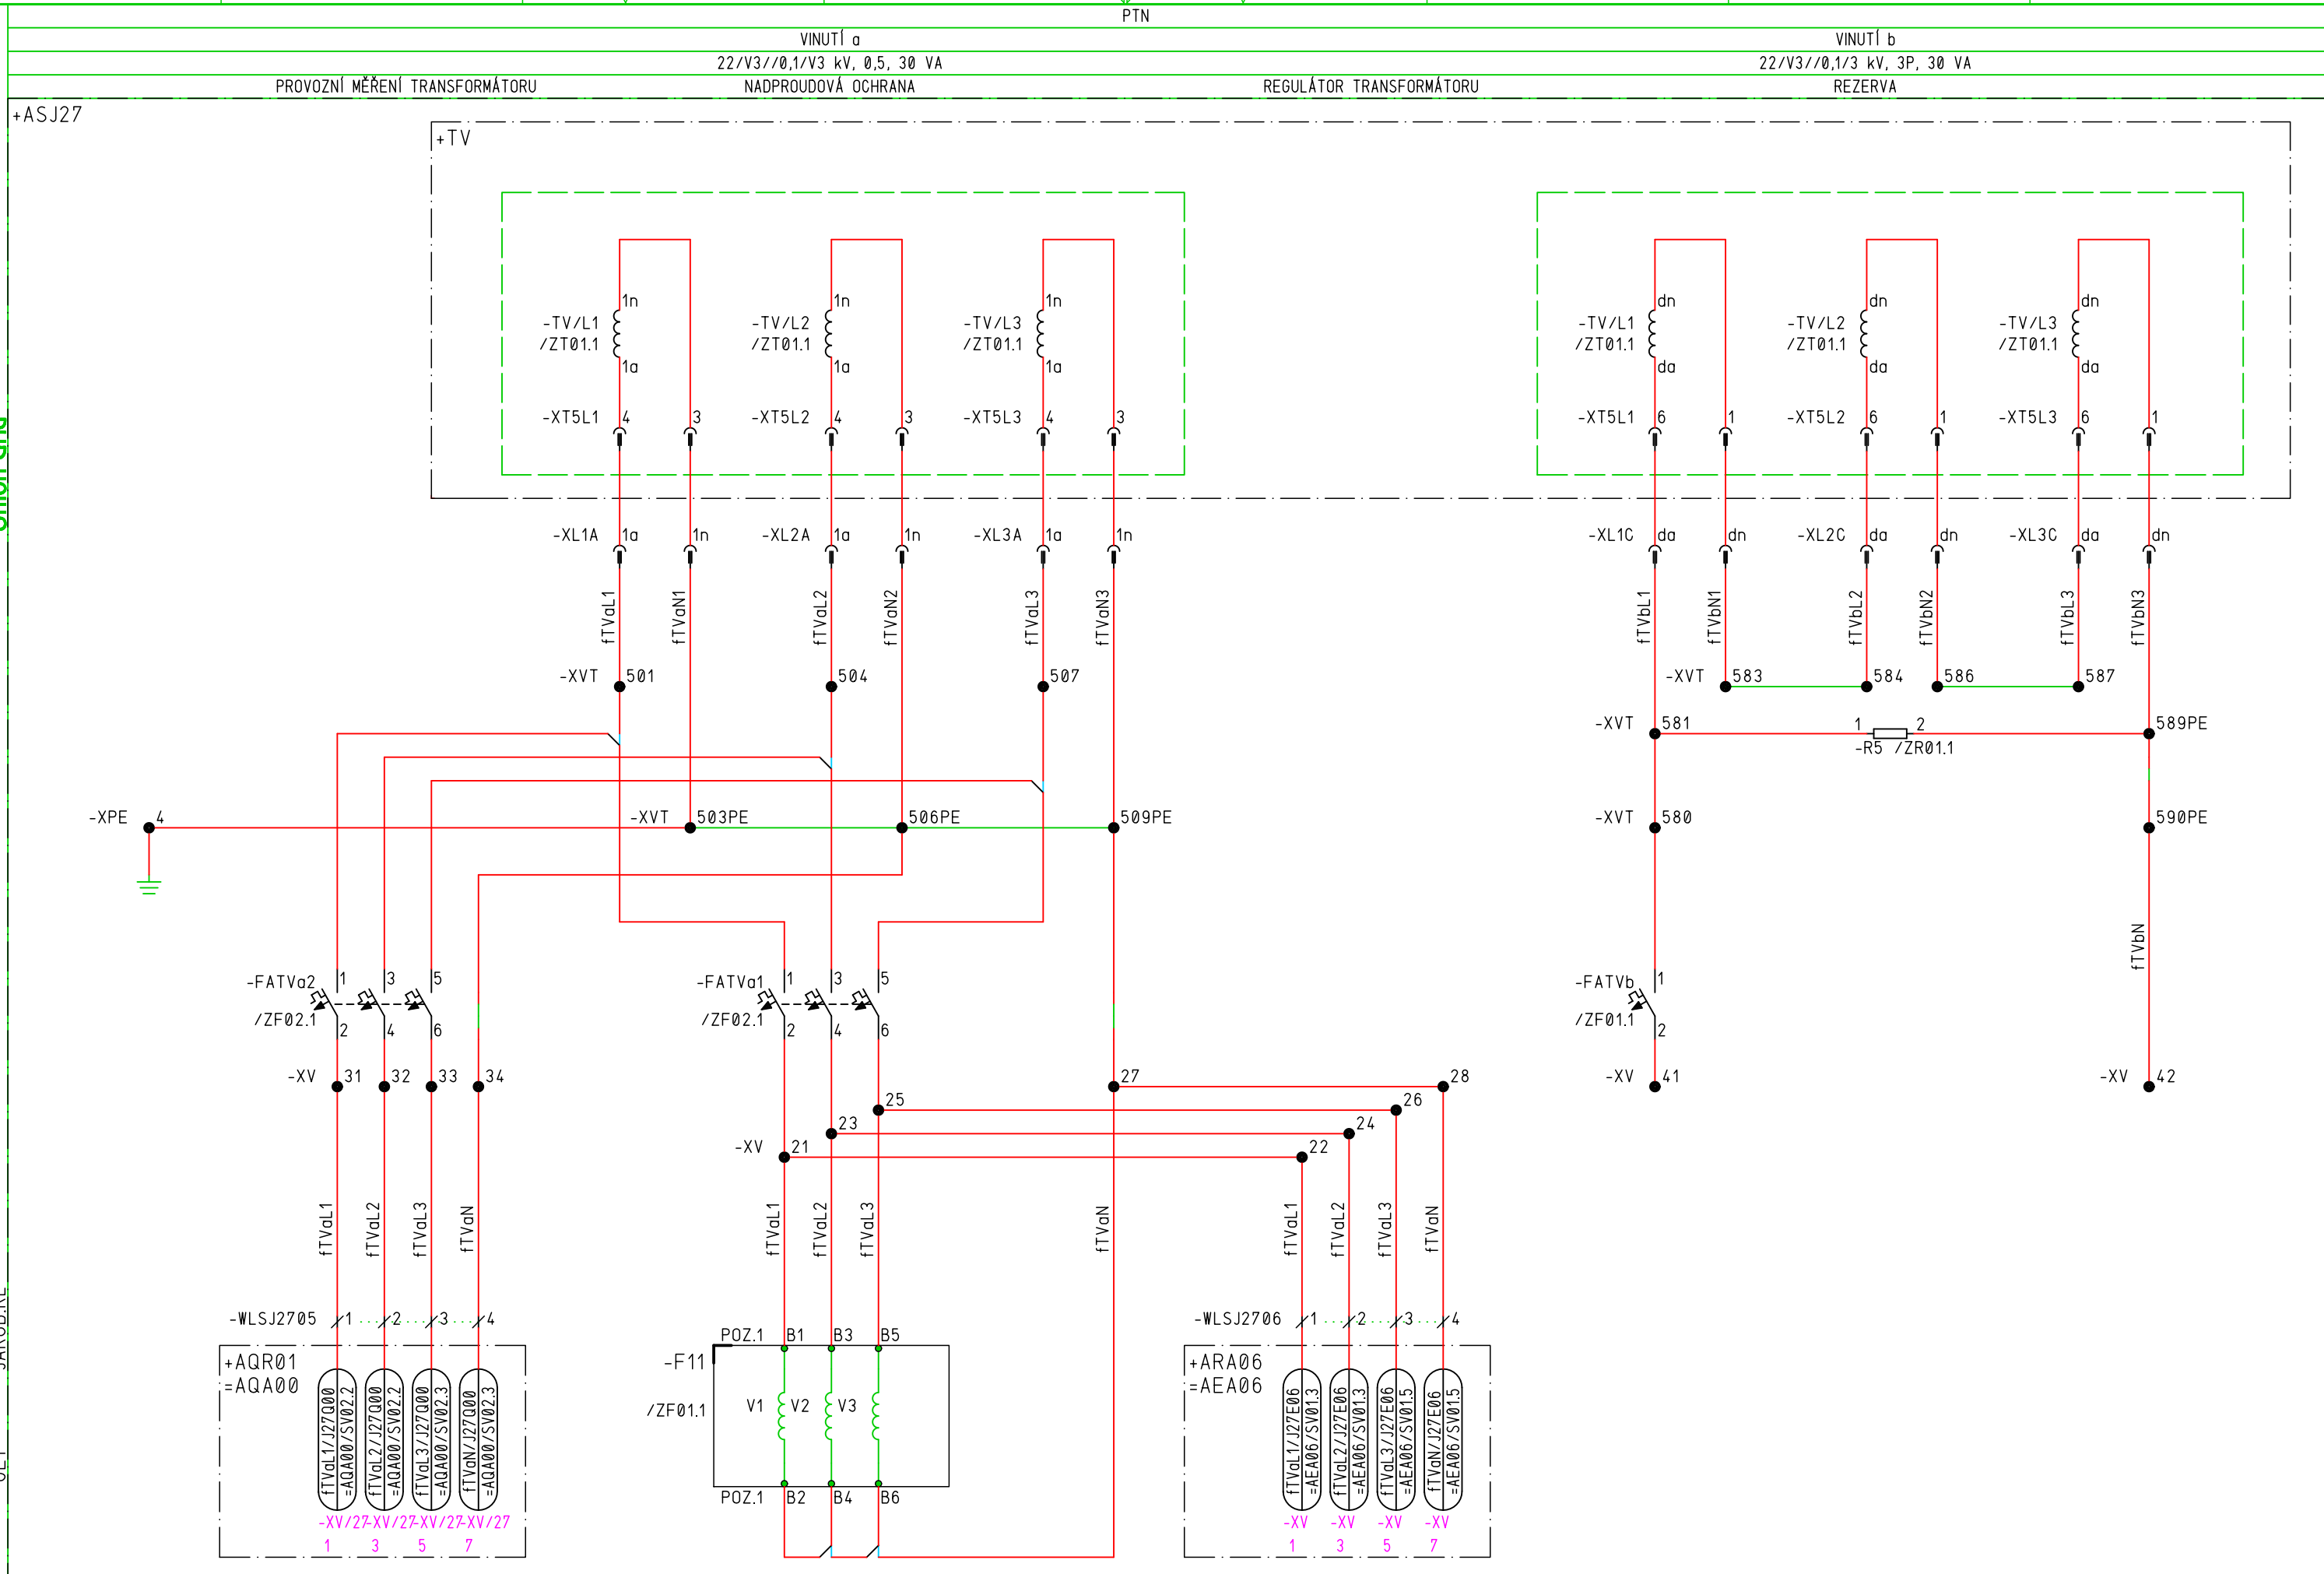 PTN
VINUTÍ a
VINUTÍ b
22/V3//0,1/V3 kV, 0,5, 30 VA
22/V3//0,1/3 kV, 3P, 30 VA
PROVOZNÍ MĚŘENÍ TRANSFORMÁTORU
NADPROUDOVÁ OCHRANA
REGULÁTOR TRANSFORMÁTORU
REZERVA
+ASJ27
+TV
1n 1n 1n dn dn dn
-TV/L1 -TV/L2 -TV/L3 -TV/L1 -TV/L2 -TV/L3
/ZT01.1 /ZT01.1 /ZT01.1 /ZT01.1 /ZT01.1 /ZT01.1
1a 1a 1a da da da
-XT5L1 4 3 -XT5L2 4 3 -XT5L3 4 3 -XT5L1 6 1 -XT5L2 6 1 -XT5L3 6 1
-XL1A 1a 1n -XL2A 1a 1n -XL3A 1a 1n -XL1C da dn -XL2C da dn -XL3C da dn
fTVaL1 fTVaN1 fTVaL2 fTVaN2 fTVaL3 fTVaN3 fTVbL1 fTVbN1 fTVbL2 fTVbN2 fTVbL3 fTVbN3
-XVT 501 504 507 -XVT 583 584 586 587
-XVT 581 1 2 589PE
-R5 /ZR01.1
-XPE 4 -XVT 503PE 506PE 509PE -XVT 580 590PE
fTVbN
-FATVa2 1 3 5 -FATVa1 1 3 5 -FATVb 1
/ZF02.1 2 4 6 /ZF02.1 2 4 6 /ZF01.1 2
-XV 31 32 33 34 27 28 -XV 41 -XV 42
25 26
23 24
-XV 21 22
fTVaL1 fTVaL2 fTVaL3 fTVaN fTVaL1 fTVaL2 fTVaL3 fTVaN fTVaL1 fTVaL2 fTVaL3 fTVaN
-WLSJ2705 1 2 3 4 -WLSJ2706 1 2 3 4
POZ.1 B1 B3 B5
+AQR01 -F11 +ARA06
=AQA00 =AEA06
/ZF01.1 V1 V2 V3
fTVaL1/J27Q00
=AQA00/SV02.2
fTVaL2/J27Q00
=AQA00/SV02.2
fTVaL3/J27Q00
=AQA00/SV02.3
fTVaN/J27Q00
=AQA00/SV02.3
fTVaL1/J27E06
=AEA06/SV01.3
fTVaL2/J27E06
=AEA06/SV01.3
fTVaL3/J27E06
=AEA06/SV01.5
fTVaN/J27E06
=AEA06/SV01.5
POZ.1 B2 B4 B6
-XV/27 -XV/27 -XV/27 -XV/27 -XV -XV -XV -XV
1 3 5 7 1 3 5 7